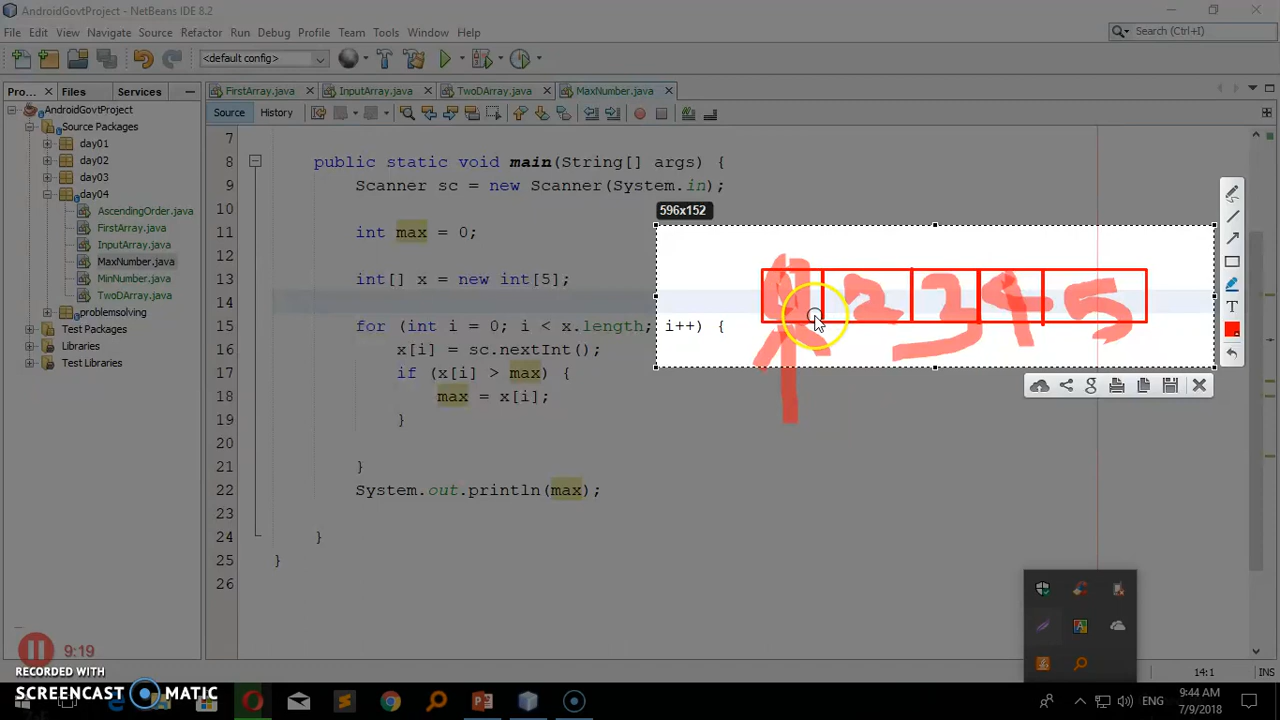 AndroidGovtProject - NetBeans IDE 8.2
File Edit View Navigate Source Refactor Run Debug Profile Team Tools Window Help
Search (Ctrl+I)
<default config>
Pro... Files Services
FirstArray.java InputArray.java TwoDArray.java MaxNumber.java
Source History
AndroidGovtProject
Source Packages
day01
day02
day03
day04
AscendingOrder.java
FirstArray.java
InputArray.java
MaxNumber.java
MinNumber.java
TwoDArray.java
problemsolving
Test Packages
Libraries
Test Libraries
7
8 public static void main(String[] args) {
9 Scanner sc = new Scanner(System.in);
10
11 int max = 0;
12
13 int[] x = new int[5];
14
15 for (int i = 0; i < x.length; i++) {
16 x[i] = sc.nextInt();
17 if (x[i] > max) {
18 max = x[i];
19 }
20
21 }
22 System.out.println(max);
23
24 }
25 }
26
596x152
2 3 4 5
9:19
RECORDED WITH
SCREENCAST MATIC
14:1 INS
ENG
9:44 AM
7/9/2018